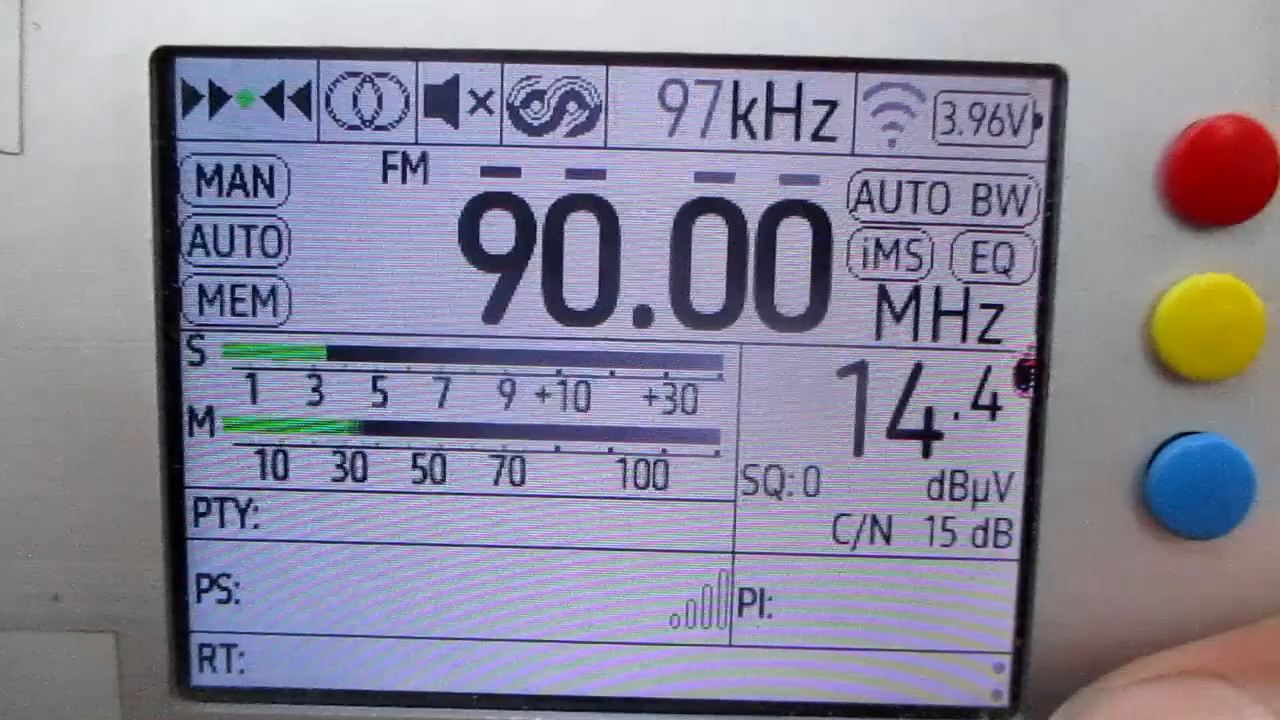 97kHz 3.96V
MAN FM AUTO BW
AUTO 90.00 iMS EQ
MEM MHz
S
1 3 5 7 9 +10 +30
14.4
M
10 30 50 70 100
SQ:0 dBµV
PTY:
C/N 15 dB
PS: PI:
RT: